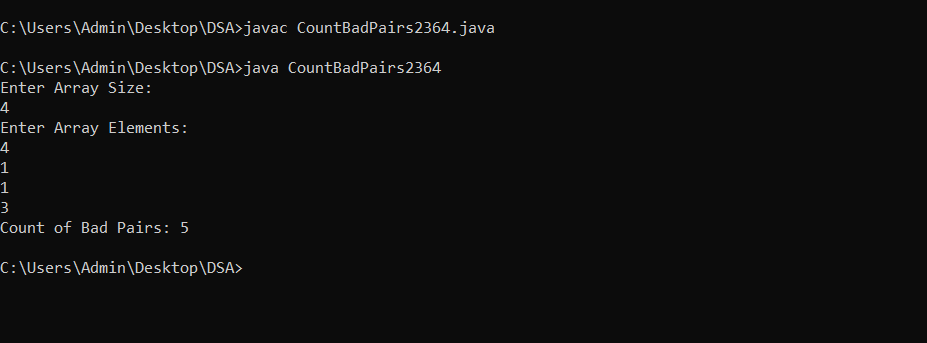 C:\Users\Admin\Desktop\DSA>javac CountBadPairs2364.java
C:\Users\Admin\Desktop\DSA>java CountBadPairs2364
Enter Array Size:
4
Enter Array Elements:
4
1
1
3
Count of Bad Pairs: 5
C:\Users\Admin\Desktop\DSA>